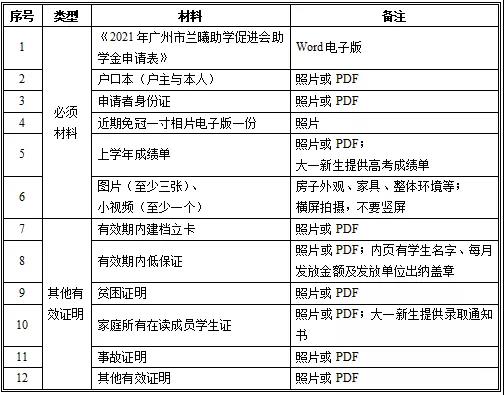 序号 类型 材料 备注
1 《2021年广州市兰曦助学促进会助 Word电子版
学金申请表》
2 户口本（户主与本人） 照片或 PDF
3 申请者身份证 照片或 PDF
必须
材料
4 近期免冠一寸相片电子版一份 照片
5 上学年成绩单 照片或 PDF；
大一新生提供高考成绩单
6 图片（至少三张）、 房子外观、家具、整体环境等；
小视频（至少一个） 横屏拍摄，不要竖屏
7 有效期内建档立卡 照片或 PDF
8 有效期内低保证 照片或 PDF；内页有学生名字、每月
发放金额及发放单位出纳盖章
其他有
效证明
9 贫困证明 照片或 PDF
10 家庭所有在读成员学生证 照片或 PDF；大一新生提供录取通知
书
11 事故证明 照片或 PDF
12 其他有效证明 照片或 PDF